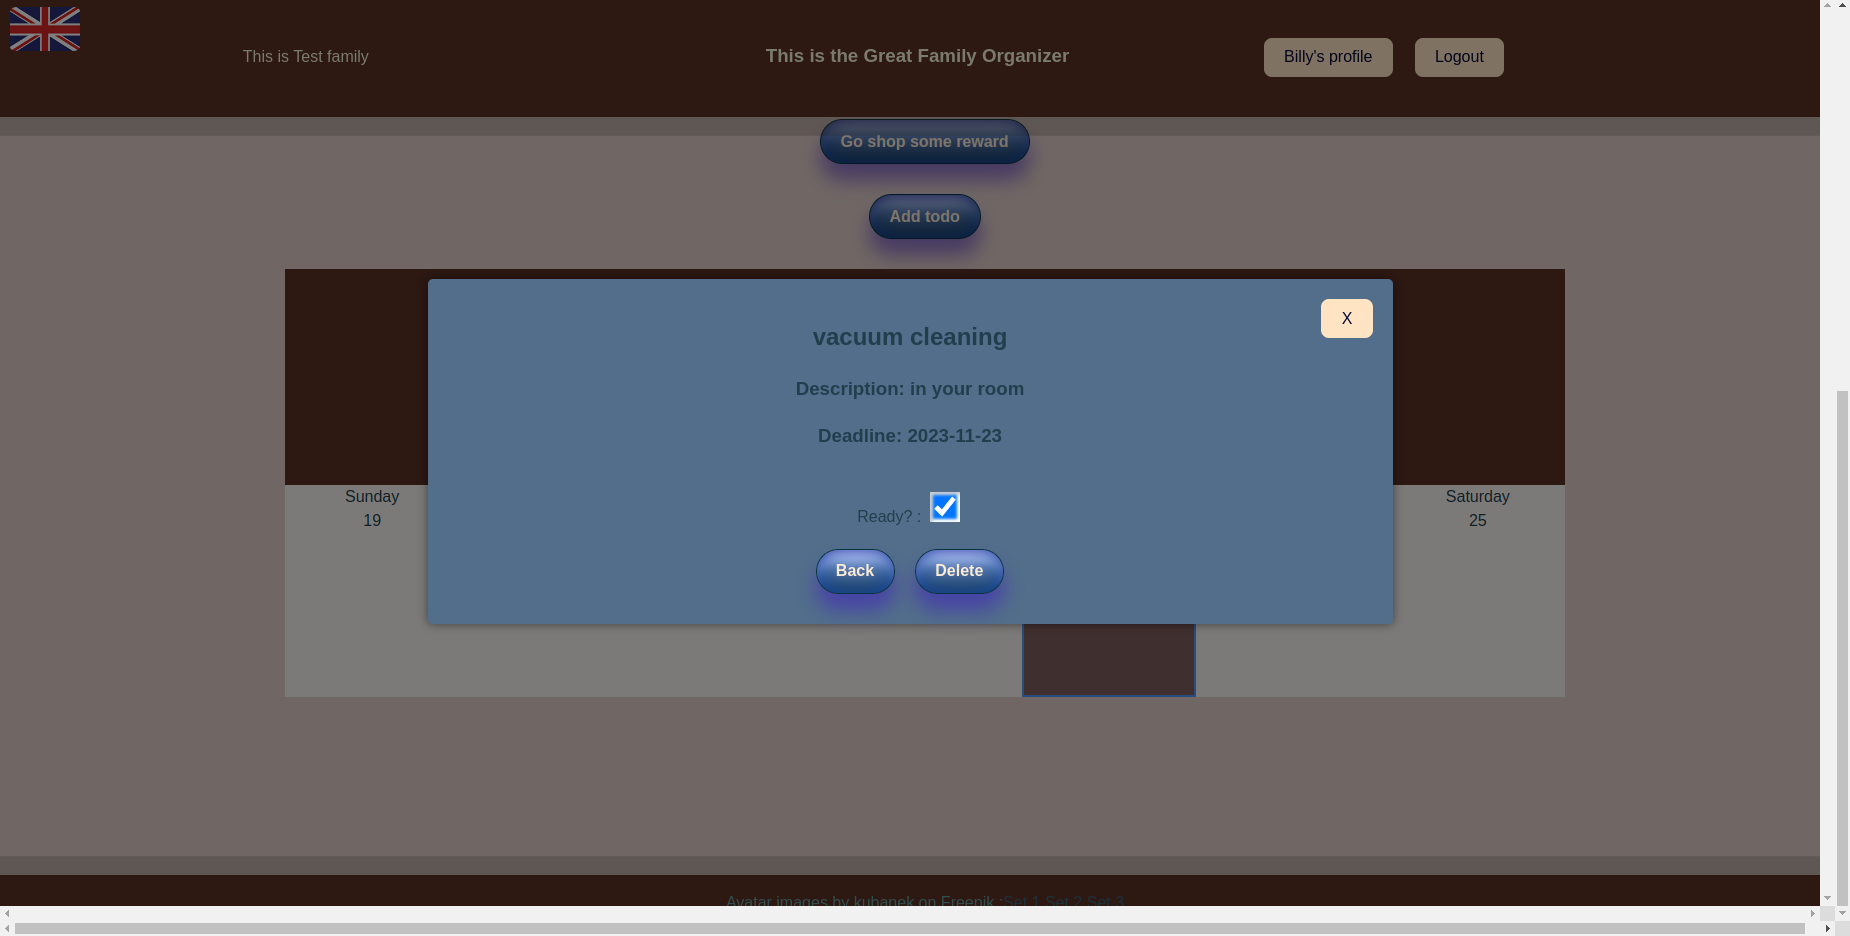 This is Test family
This is the Great Family Organizer
Billy's profile
Logout
Go shop some reward
Add todo
X
vacuum cleaning
Description: in your room
Deadline: 2023-11-23
Ready? :
Back
Delete
Sunday
19
Saturday
25
Avatar images by kubanek on Freepik :Set 1 Set 2 Set 3